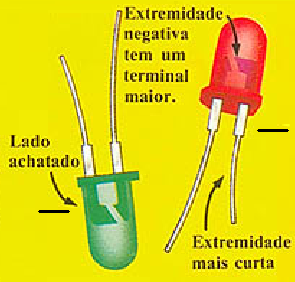 Extremidade
negativa
tem um
terminal
maior.
Lado
achatado
Extremidade
mais curta